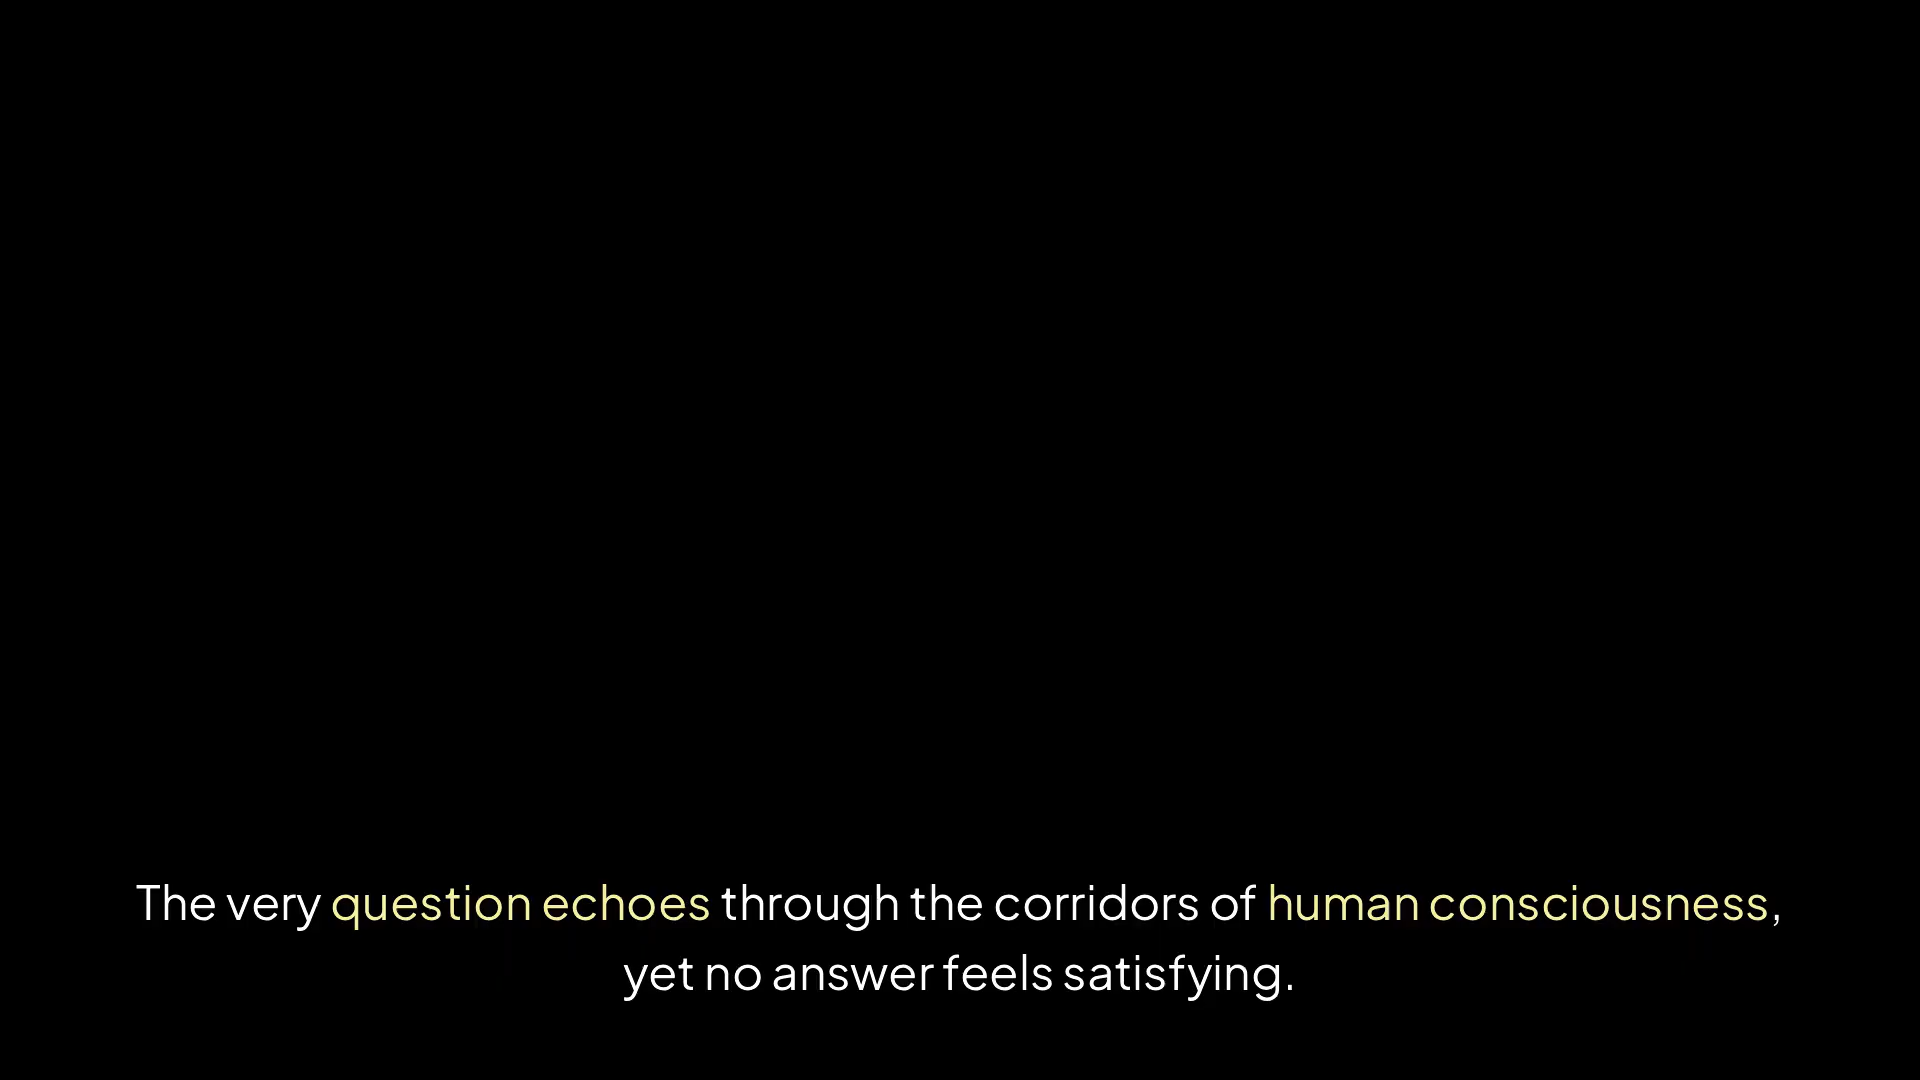 The very question echoes through the corridors of human consciousness,
yet no answer feels satisfying.